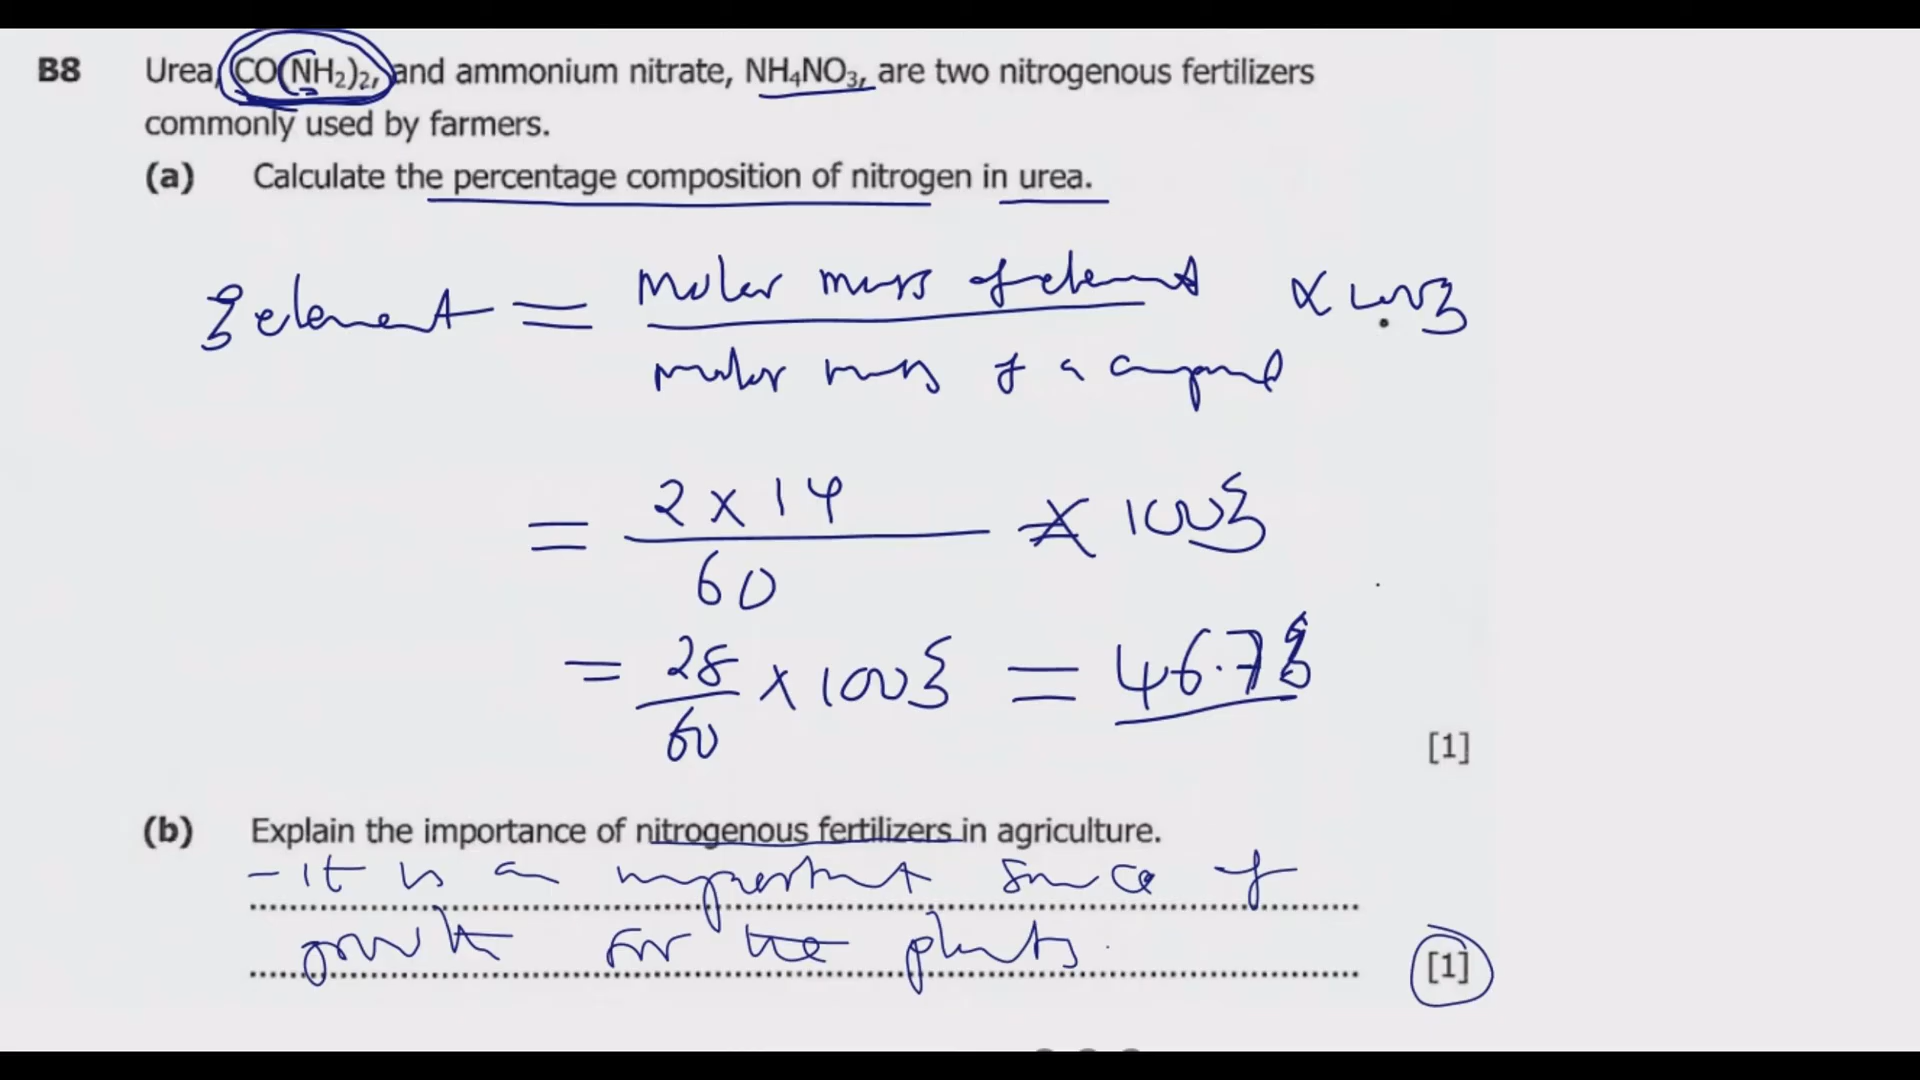 B8 Urea, CO(NH₂)₂, and ammonium nitrate, NH₄NO₃, are two nitrogenous fertilizers
commonly used by farmers.
(a) Calculate the percentage composition of nitrogen in urea.
% element = molar mass of element × 100%
molar mass of a compound
= 2 × 14 × 100%
60
= 28 × 100% = 46.7%
60
[1]
(b) Explain the importance of nitrogenous fertilizers in agriculture.
- It is an important source of
growth for the plants. [1]